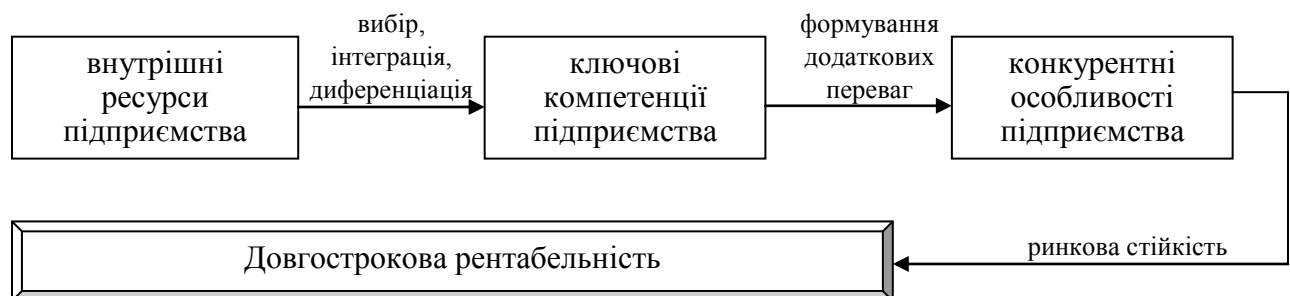 внутрішні
ресурси
підприємства
вибір,
інтеграція,
диференціація
ключові
компетенції
підприємства
формування
додаткових
переваг
конкурентні
особливості
підприємства
Довгострокова рентабельність
ринкова стійкість